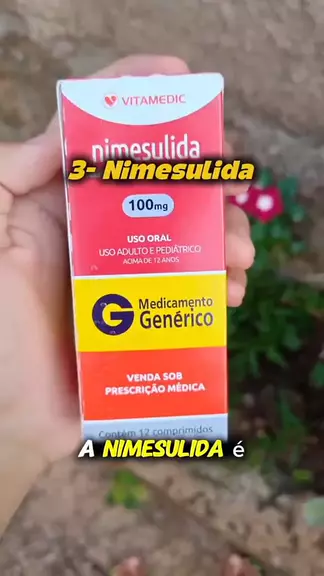 VITAMEDIC
nimesulida
3- Nimesulida
100mg
USO ORAL
USO ADULTO E PEDIÁTRICO
ACIMA DE 12 ANOS
G Medicamento
Genérico
VENDA SOB
PRESCRIÇÃO MÉDICA
Contém 12 comprimidos
A NIMESULIDA é